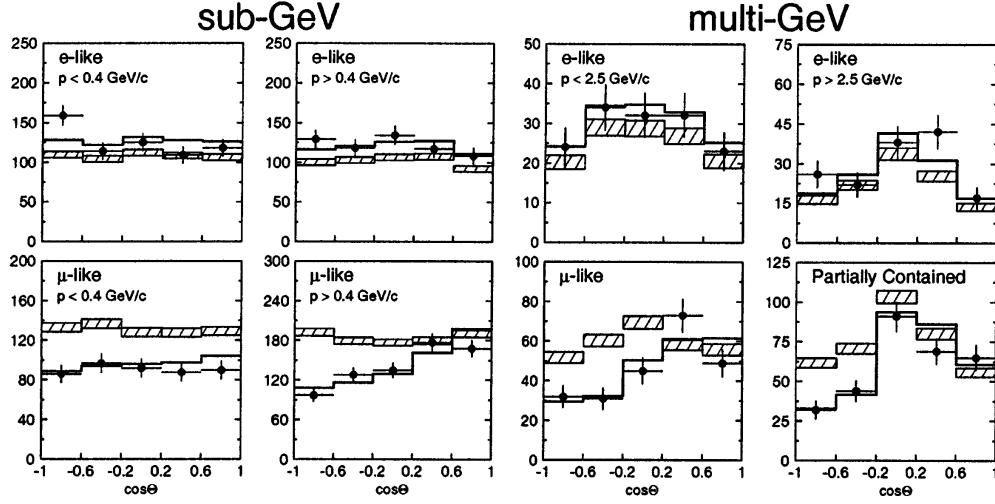 sub-GeV
multi-GeV
250
200
150
100
50
0
e-like
p < 0.4 GeV/c
250
200
150
100
50
0
e-like
p > 0.4 GeV/c
50
40
30
20
10
0
e-like
p < 2.5 GeV/c
75
60
45
30
15
0
e-like
p > 2.5 GeV/c
200
160
120
80
40
0
μ-like
p < 0.4 GeV/c
-1 -0.6 -0.2 0.2 0.6 1
cosΘ
300
240
180
120
60
0
μ-like
p > 0.4 GeV/c
-1 -0.6 -0.2 0.2 0.6 1
cosΘ
100
80
60
40
20
0
μ-like
-1 -0.6 -0.2 0.2 0.6 1
cosΘ
125
100
75
50
25
0
Partially Contained
-1 -0.6 -0.2 0.2 0.6 1
cosΘ